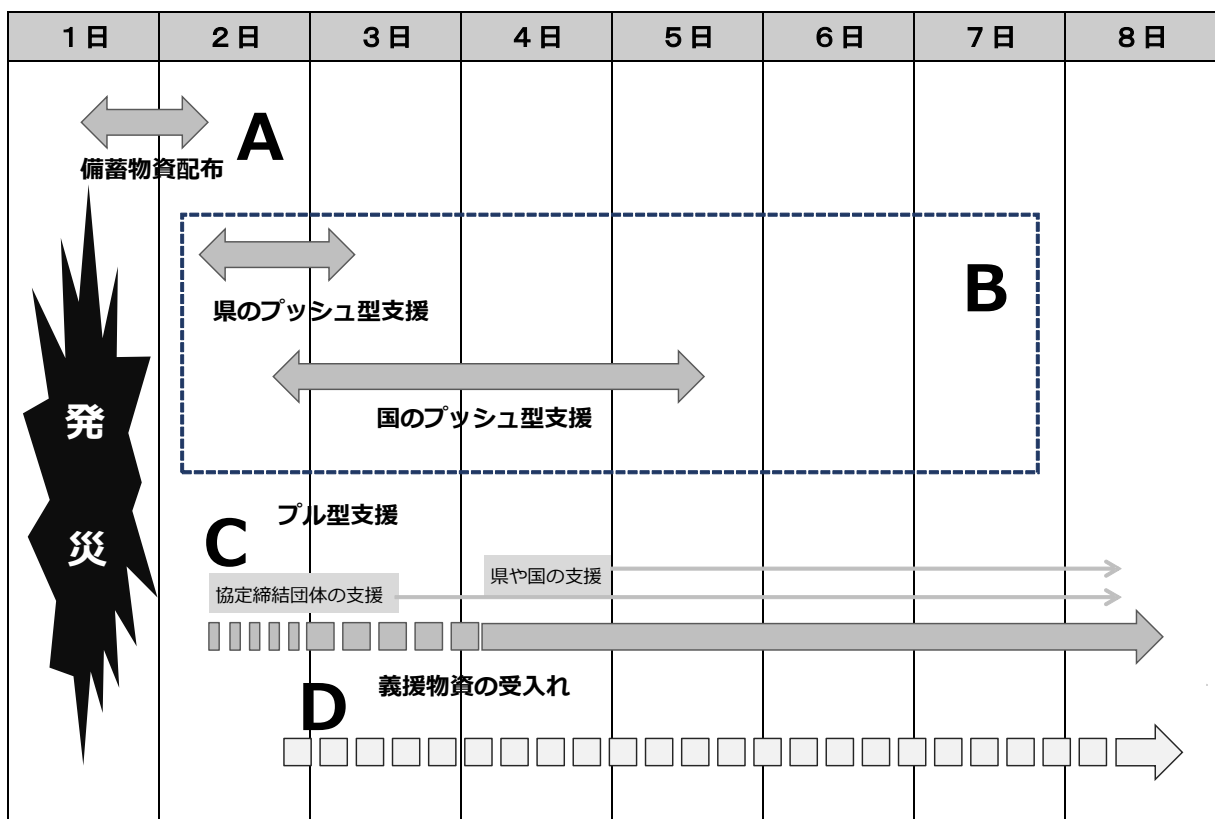 1日 2日 3日 4日 5日 6日 7日 8日
A
備蓄物資配布
B
県のプッシュ型支援
国のプッシュ型支援
発
災
プル型支援
C
県や国の支援
協定締結団体の支援
義援物資の受入れ
D